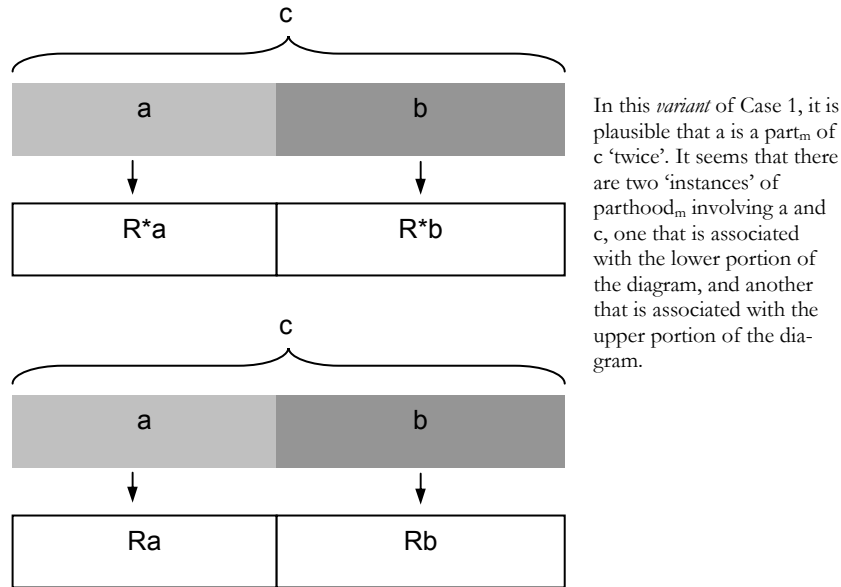 c
a b
R*a R*b
c
a b
Ra Rb
In this variant of Case 1, it is
plausible that a is a partₘ of
c ‘twice’. It seems that there
are two ‘instances’ of
parthoodₘ involving a and
c, one that is associated
with the lower portion of
the diagram, and another
that is associated with the
upper portion of the dia-
gram.